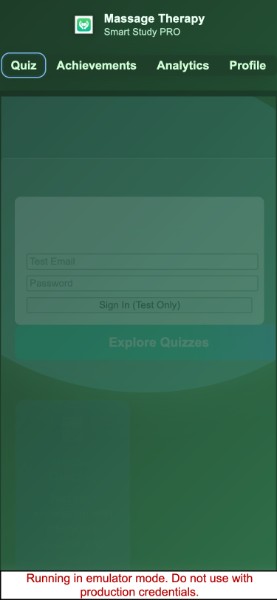 Massage Therapy
Smart Study PRO
Quiz Achievements Analytics Profile
Test Email
Password
Sign In (Test Only)
Explore Quizzes
Running in emulator mode. Do not use with
production credentials.